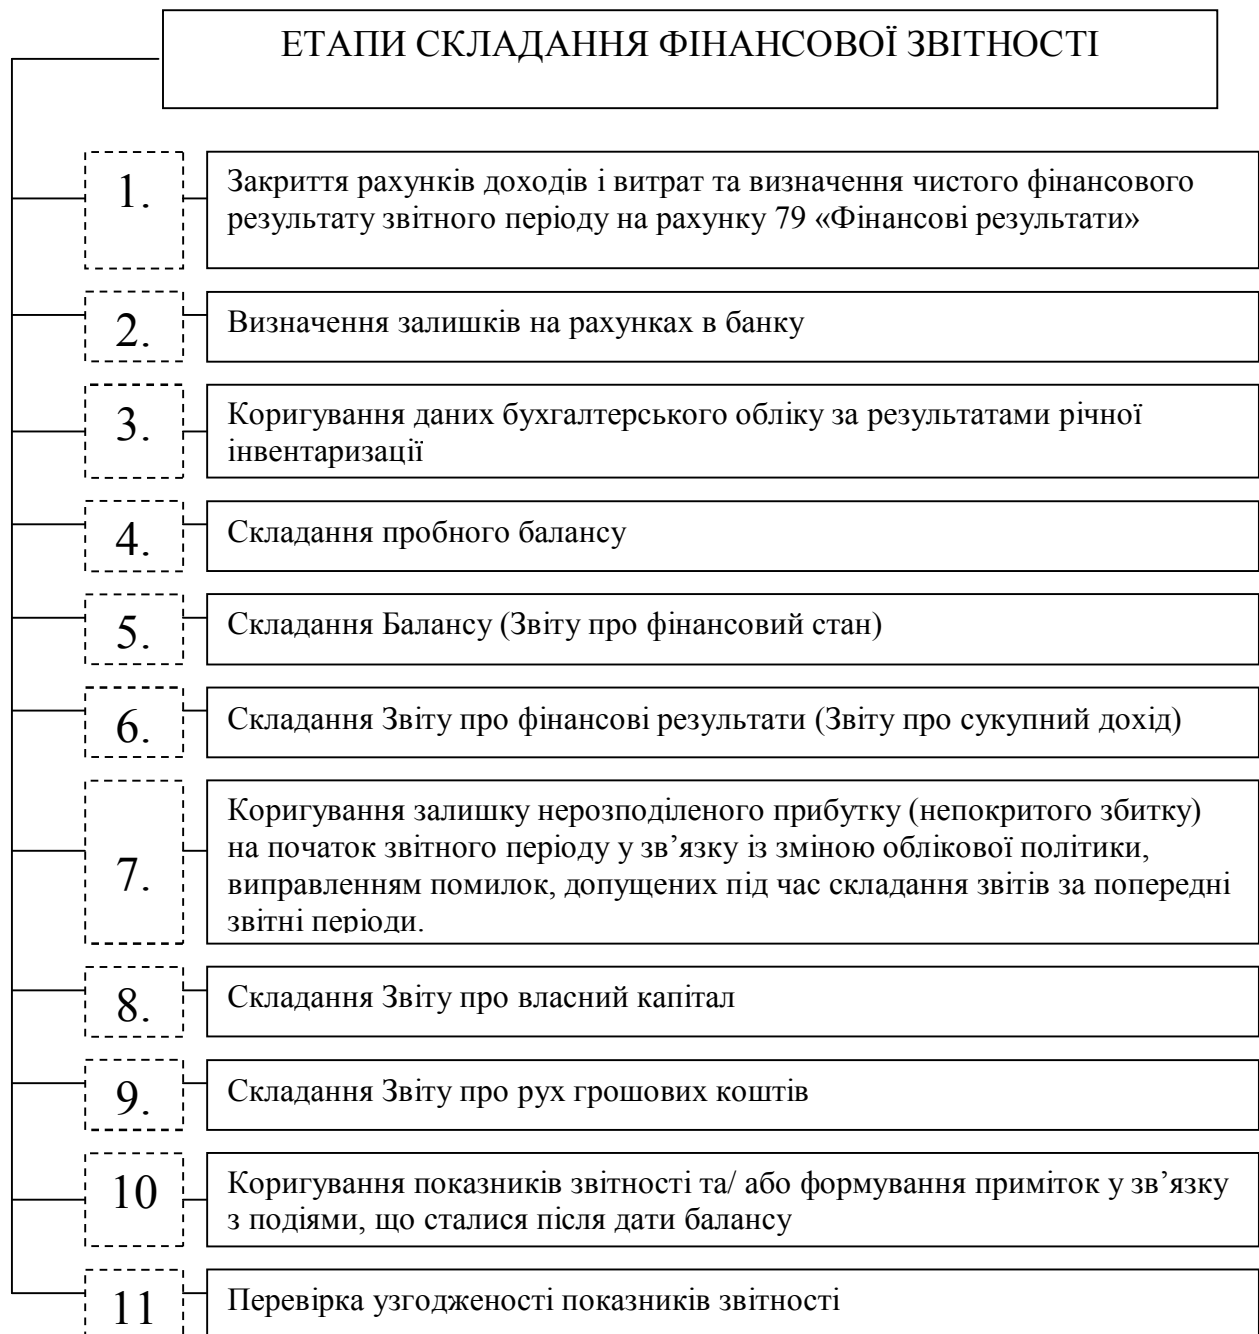 ЕТАПИ СКЛАДАННЯ ФІНАНСОВОЇ ЗВІТНОСТІ
1.
Закриття рахунків доходів і витрат та визначення чистого фінансового
результату звітного періоду на рахунку 79 «Фінансові результати»
2.
Визначення залишків на рахунках в банку
3.
Коригування даних бухгалтерського обліку за результатами річної
інвентаризації
4.
Складання пробного балансу
5.
Складання Балансу (Звіту про фінансовий стан)
6.
Складання Звіту про фінансові результати (Звіту про сукупний дохід)
7.
Коригування залишку нерозподіленого прибутку (непокритого збитку)
на початок звітного періоду у зв’язку із зміною облікової політики,
виправленням помилок, допущених під час складання звітів за попередні
звітні періоди.
8.
Складання Звіту про власний капітал
9.
Складання Звіту про рух грошових коштів
10
Коригування показників звітності та/ або формування приміток у зв’язку
з подіями, що сталися після дати балансу
11
Перевірка узгодженості показників звітності